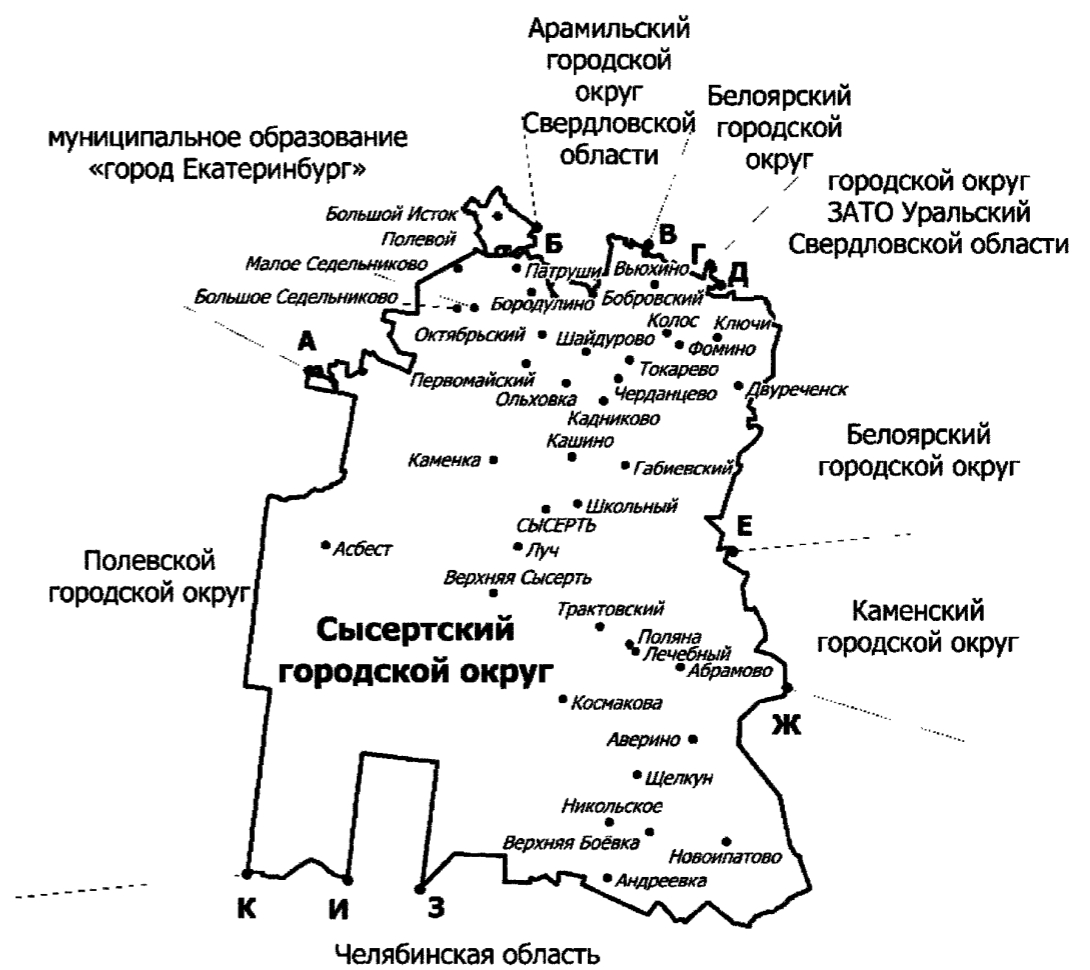 Арамильский
городской
округ
Свердловской
области
Белоярский
городской
округ
муниципальное образование
«город Екатеринбург»
городской округ
ЗАТО Уральский
Свердловской области
Большой Исток
Полевой
Б
В
Г
Д
Малое Седельниково
Патруши
Вьюхино
Большое Седельниково
Бородулино
Бобровский
Колос
Ключи
Октябрьский
Шайдурово
Фомино
А
Токарево
Первомайский
Ольховка
Черданцево
Двуреченск
Кадниково
Кашино
Белоярский
городской округ
Каменка
Габиевский
Школьный
СЫСЕРТЬ
Е
Полевской
городской округ
Асбест
Луч
Верхняя Сысерть
Трактовский
Каменский
городской округ
Сысертский
городской округ
Поляна
Лечебный
Абрамово
Космакова
Ж
Аверино
Щелкун
Никольское
Верхняя Боёвка
Новоипатово
Андреевка
К
И
З
Челябинская область